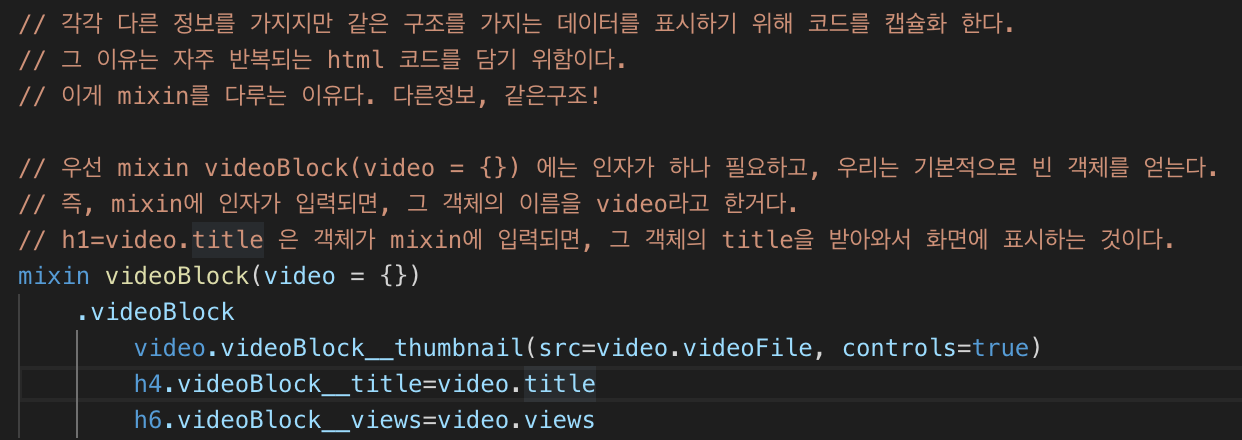 // 각각 다른 정보를 가지지만 같은 구조를 가지는 데이터를 표시하기 위해 코드를 캡슐화 한다.
// 그 이유는 자주 반복되는 html 코드를 담기 위함이다.
// 이게 mixin를 다루는 이유다. 다른정보, 같은구조!
// 우선 mixin videoBlock(video = {}) 에는 인자가 하나 필요하고, 우리는 기본적으로 빈 객체를 얻는다.
// 즉, mixin에 인자가 입력되면, 그 객체의 이름을 video라고 한거다.
// h1=video.title 은 객체가 mixin에 입력되면, 그 객체의 title을 받아와서 화면에 표시하는 것이다.
mixin videoBlock(video = {})
    .videoBlock
        video.videoBlock__thumbnail(src=video.videoFile, controls=true)
        h4.videoBlock__title=video.title
        h6.videoBlock__views=video.views